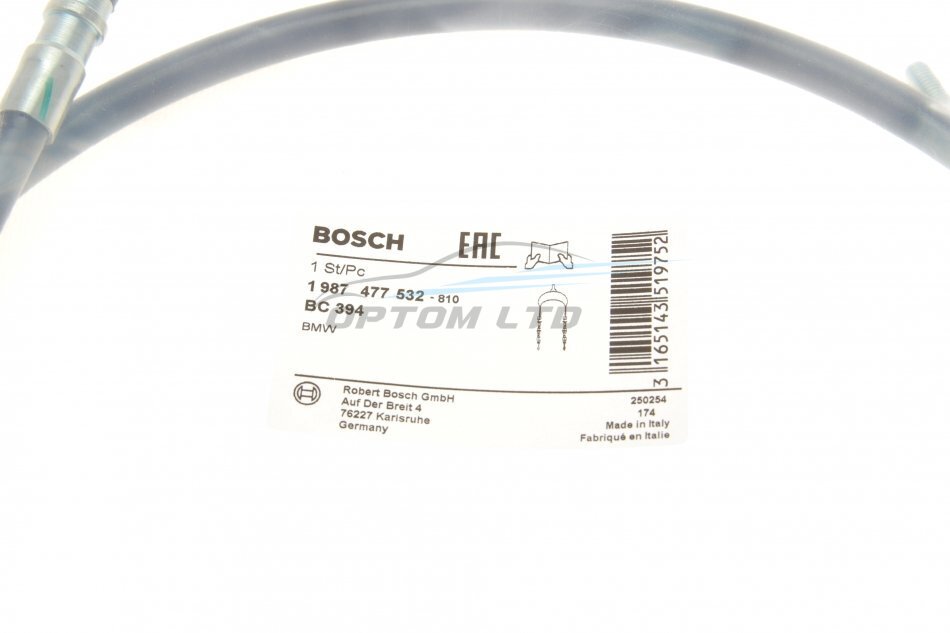 BOSCH EAC
1 St/Pc
1 987 477 532 - 810
BC 394
BMW
OPTOM LTD
3 165143 519752
Robert Bosch GmbH
Auf Der Breit 4
76227 Karlsruhe
Germany
250254
174
Made in Italy
Fabriqué en Italie